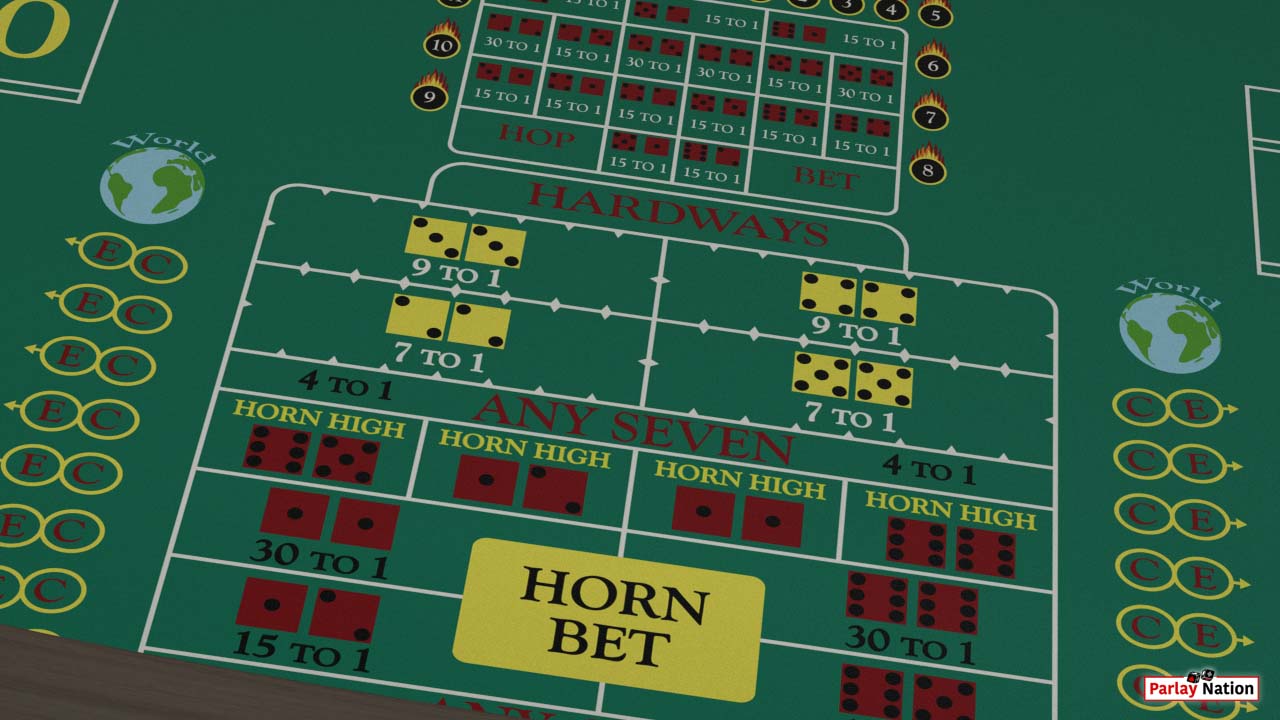 O
15 TO 1
15 TO 1
15 TO 1
30 TO 1
15 TO 1
30 TO 1
30 TO 1
15 TO 1
30 TO 1
15 TO 1
15 TO 1
15 TO 1
15 TO 1
15 TO 1
15 TO 1
HOP
15 TO 1
15 TO 1
BET
10
9
3
4
5
6
7
8
World
World
HARDWAYS
9 TO 1
9 TO 1
7 TO 1
7 TO 1
4 TO 1
ANY SEVEN
4 TO 1
HORN HIGH
HORN HIGH
HORN HIGH
HORN HIGH
30 TO 1
30 TO 1
HORN
BET
15 TO 1
ANY
E C
E C
E C
E C
E C
E C
C
C E
C E
C E
C E
C E
C E
Parlay Nation